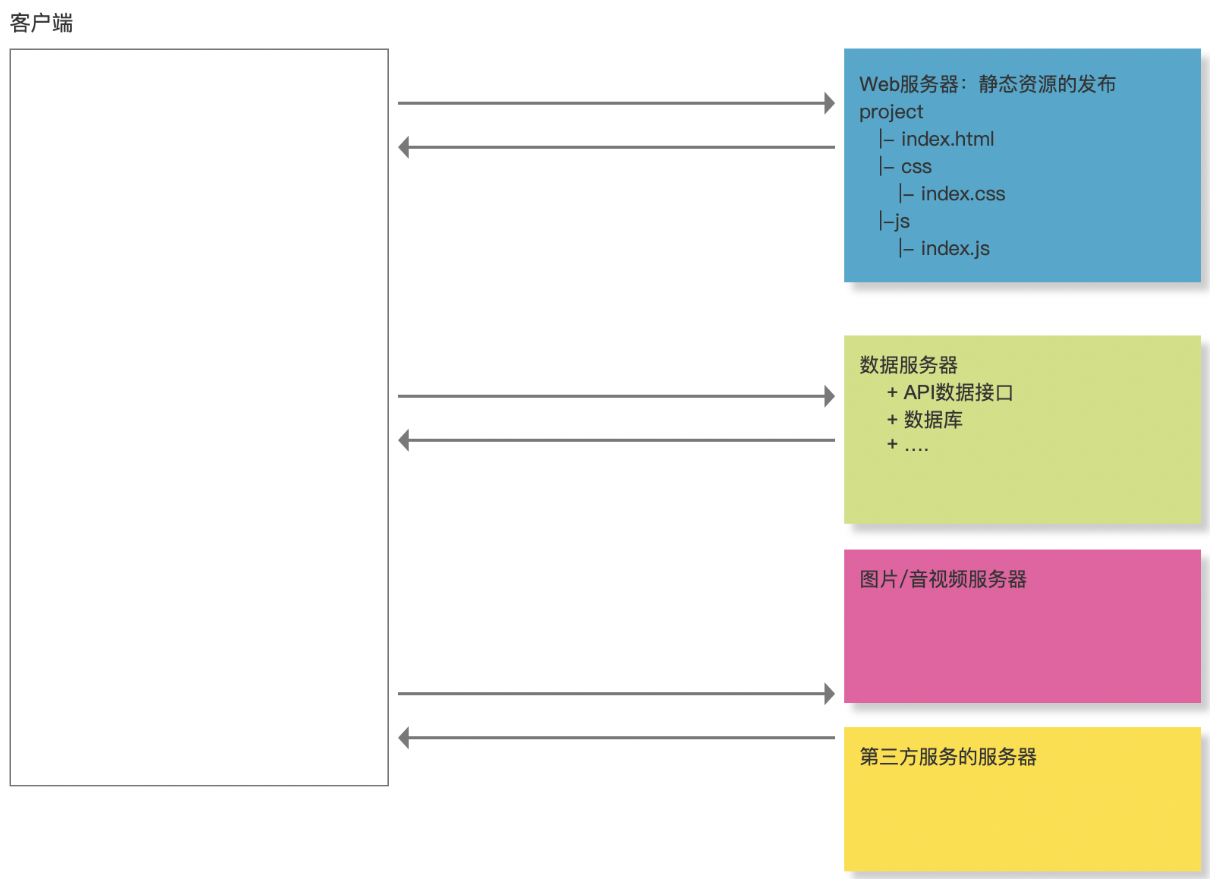 客户端
Web服务器：静态资源的发布
project
|- index.html
|- css
|- index.css
|-js
|- index.js
数据服务器
+ API数据接口
+ 数据库
+ ....
图片/音视频服务器
第三方服务的服务器